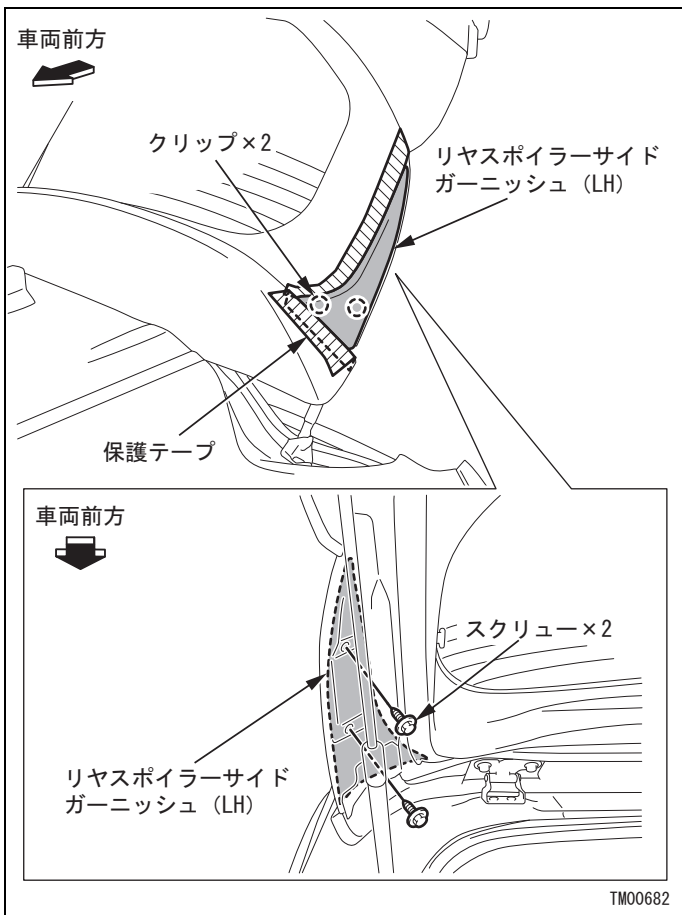 車両前方
クリップ×2
リヤスポイラーサイド
ガーニッシュ（LH）
保護テープ
車両前方
スクリュー×2
リヤスポイラーサイド
ガーニッシュ（LH）
TM00682